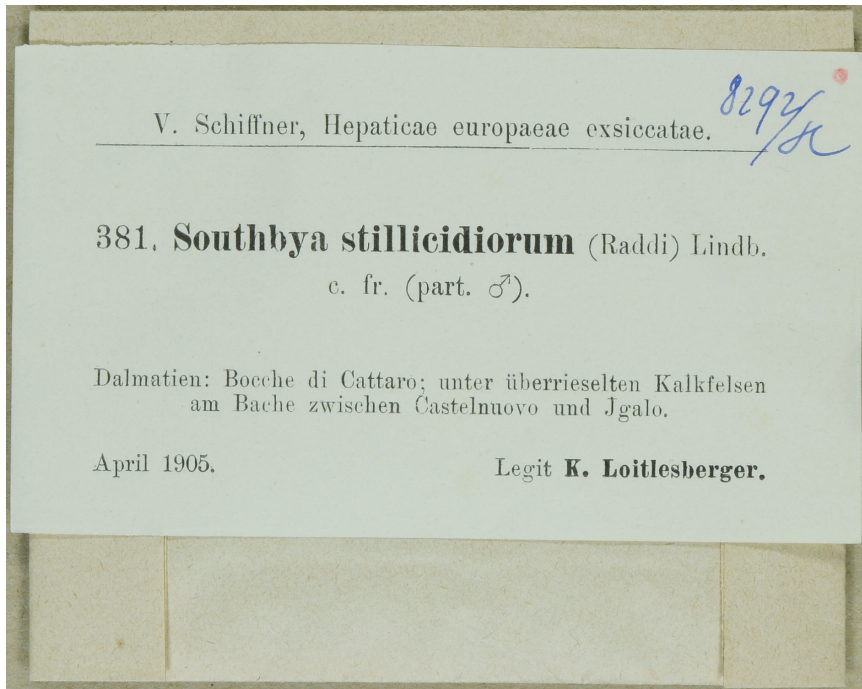 V. Schiffner, Hepaticae europaeae exsiccatae.
8292/
381. Southbya stillicidiorum (Raddi) Lindb.
c. fr. (part. ♂).
Dalmatien: Bocche di Cattaro; unter überrieselten Kalkfelsen
am Bache zwischen Castelnuovo und Jgalo.
April 1905.
Legit K. Loitlesberger.